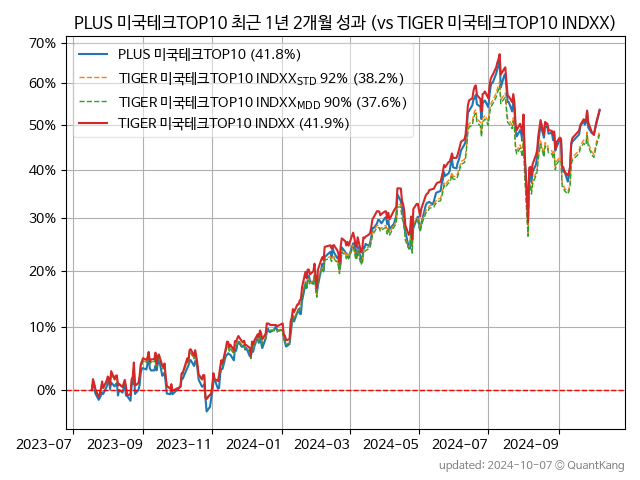 PLUS 미국테크TOP10 최근 1년 2개월 성과 (vs TIGER 미국테크TOP10 INDXX)
70%
60%
50%
40%
30%
20%
10%
0%
PLUS 미국테크TOP10 (41.8%)
TIGER 미국테크TOP10 INDXX_STD 92% (38.2%)
TIGER 미국테크TOP10 INDXX_MDD 90% (37.6%)
TIGER 미국테크TOP10 INDXX (41.9%)
2023-07 2023-09 2023-11 2024-01 2024-03 2024-05 2024-07 2024-09
updated: 2024-10-07 © QuantKang